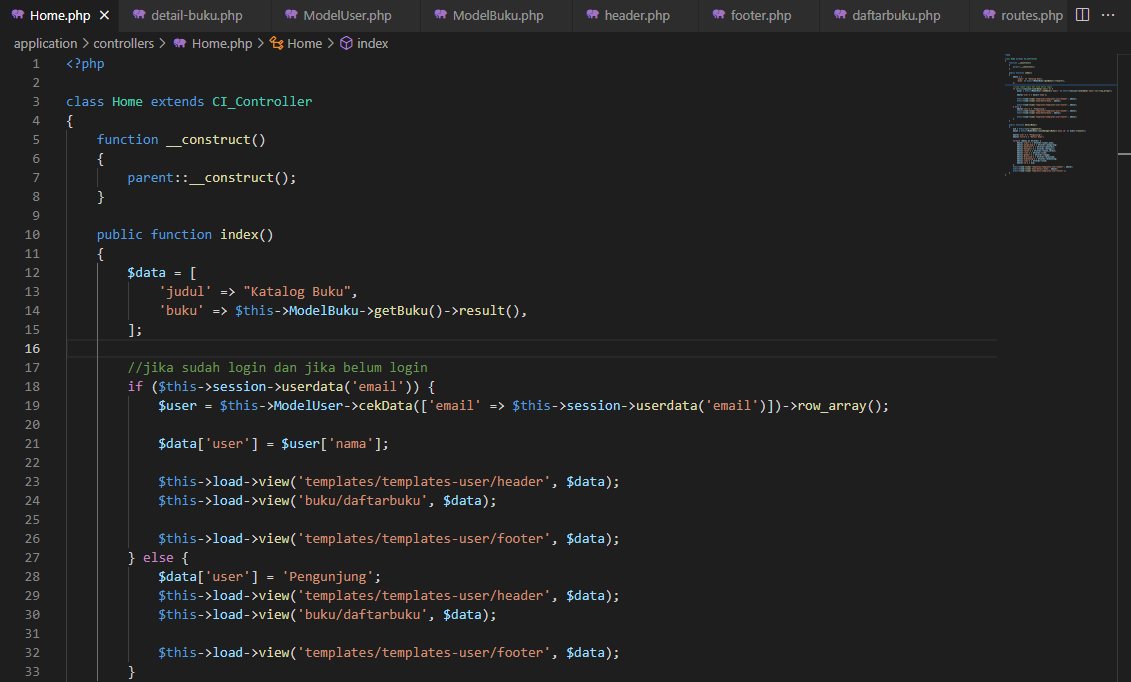 Home.php × detail-buku.php ModelUser.php ModelBuku.php header.php footer.php daftarbuku.php routes.php ···
application > controllers > Home.php > Home > index
1 <?php
2
3 class Home extends CI_Controller
4 {
5     function __construct()
6     {
7         parent::__construct();
8     }
9
10     public function index()
11     {
12         $data = [
13             'judul' => "Katalog Buku",
14             'buku' => $this->ModelBuku->getBuku()->result(),
15         ];
16
17         //jika sudah login dan jika belum login
18         if ($this->session->userdata('email')) {
19             $user = $this->ModelUser->cekData(['email' => $this->session->userdata('email')])->row_array();
20
21             $data['user'] = $user['nama'];
22
23             $this->load->view('templates/templates-user/header', $data);
24             $this->load->view('buku/daftarbuku', $data);
25
26             $this->load->view('templates/templates-user/footer', $data);
27         } else {
28             $data['user'] = 'Pengunjung';
29             $this->load->view('templates/templates-user/header', $data);
30             $this->load->view('buku/daftarbuku', $data);
31
32             $this->load->view('templates/templates-user/footer', $data);
33         }